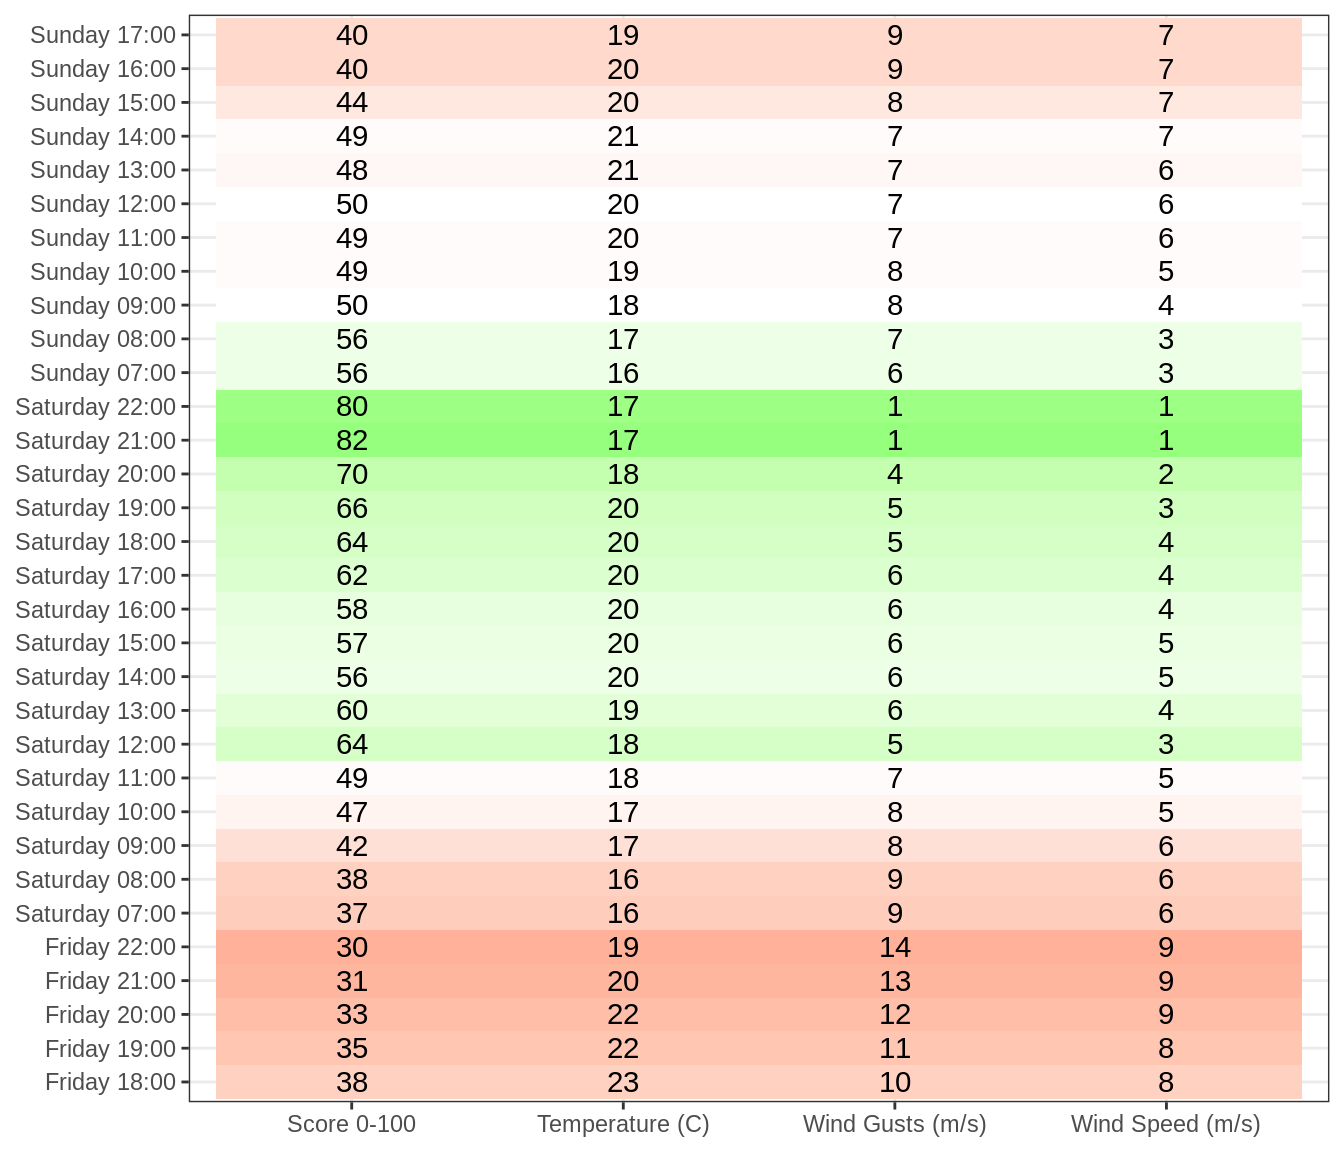 Sunday 17:00 40 19 9 7
Sunday 16:00 40 20 9 7
Sunday 15:00 44 20 8 7
Sunday 14:00 49 21 7 7
Sunday 13:00 48 21 7 6
Sunday 12:00 50 20 7 6
Sunday 11:00 49 20 7 6
Sunday 10:00 49 19 8 5
Sunday 09:00 50 18 8 4
Sunday 08:00 56 17 7 3
Sunday 07:00 56 16 6 3
Saturday 22:00 80 17 1 1
Saturday 21:00 82 17 1 1
Saturday 20:00 70 18 4 2
Saturday 19:00 66 20 5 3
Saturday 18:00 64 20 5 4
Saturday 17:00 62 20 6 4
Saturday 16:00 58 20 6 4
Saturday 15:00 57 20 6 5
Saturday 14:00 56 20 6 5
Saturday 13:00 60 19 6 4
Saturday 12:00 64 18 5 3
Saturday 11:00 49 18 7 5
Saturday 10:00 47 17 8 5
Saturday 09:00 42 17 8 6
Saturday 08:00 38 16 9 6
Saturday 07:00 37 16 9 6
Friday 22:00 30 19 14 9
Friday 21:00 31 20 13 9
Friday 20:00 33 22 12 9
Friday 19:00 35 22 11 8
Friday 18:00 38 23 10 8
Score 0-100 Temperature (C) Wind Gusts (m/s) Wind Speed (m/s)